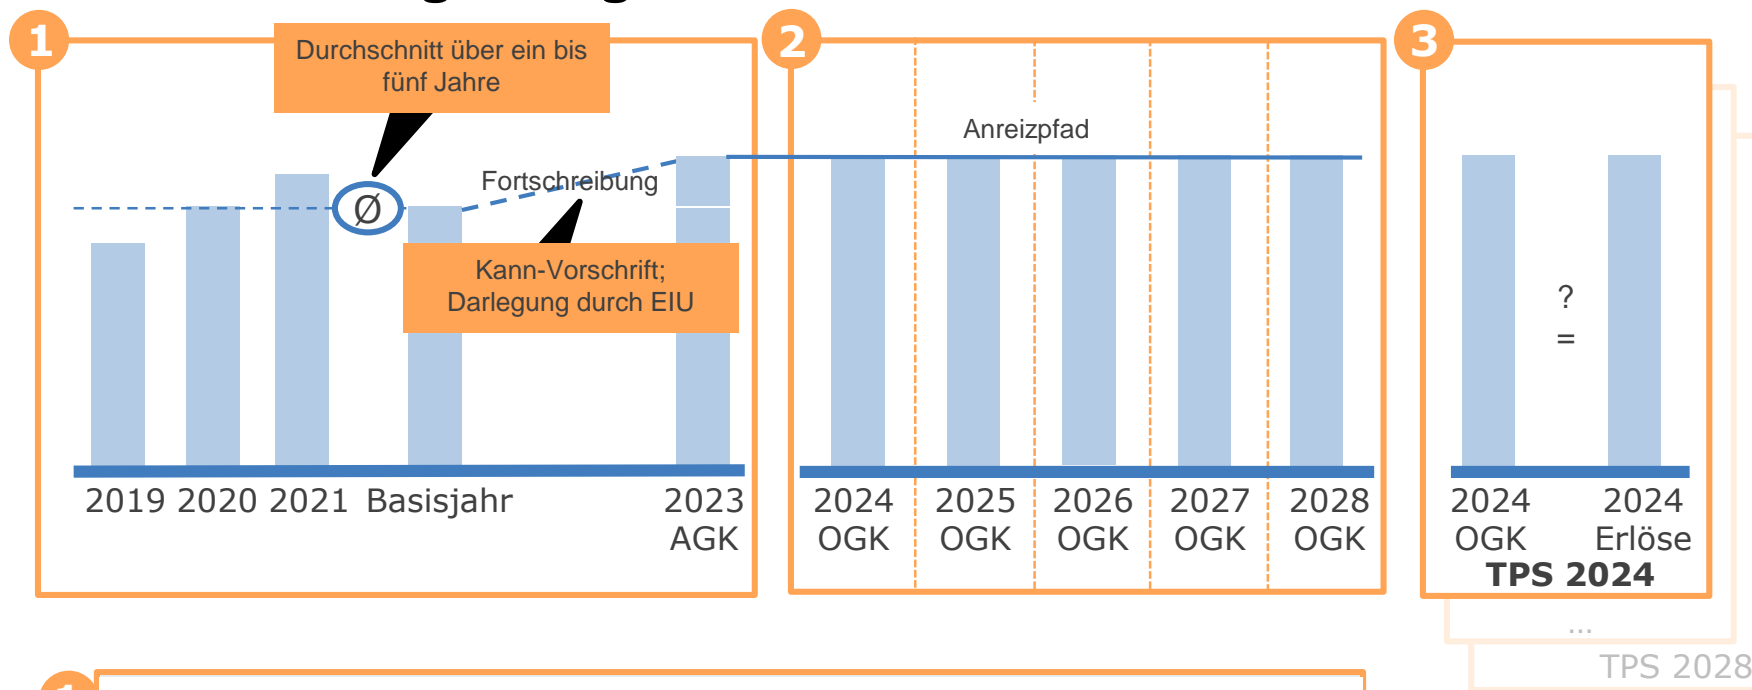 1
Durchschnitt über ein bis
fünf Jahre
Ø
Fortschreibung
Kann-Vorschrift;
Darlegung durch EIU
2019 2020 2021 Basisjahr 2023
AGK
2
Anreizpfad
2024 2025 2026 2027 2028
OGK OGK OGK OGK OGK
3
?
=
2024 2024
OGK Erlöse
TPS 2024
...
TPS 2028
1